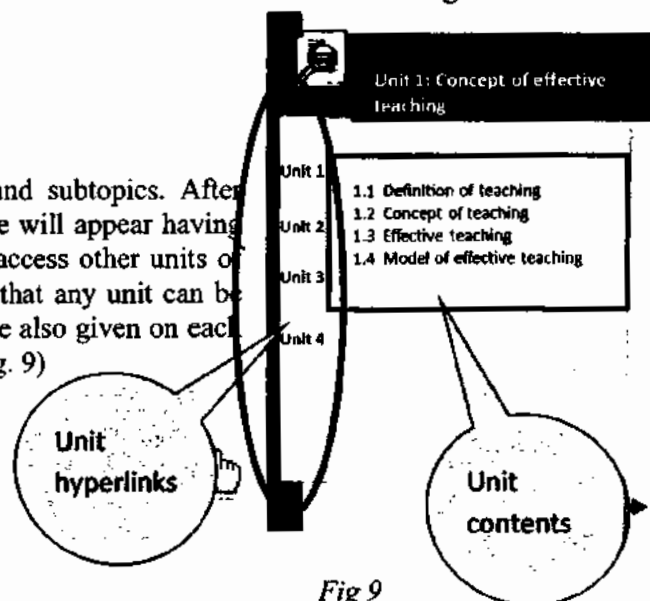 Unit 1: Concept of effective
teaching
and subtopics. After
e will appear having
access other units of
that any unit can be
e also given on each
g. 9)
Unit 1
Unit 2
Unit 3
Unit 4
1.1 Definition of teaching
1.2 Concept of teaching
1.3 Effective teaching
1.4 Model of effective teaching
Unit
hyperlinks
Unit
contents
Fig 9